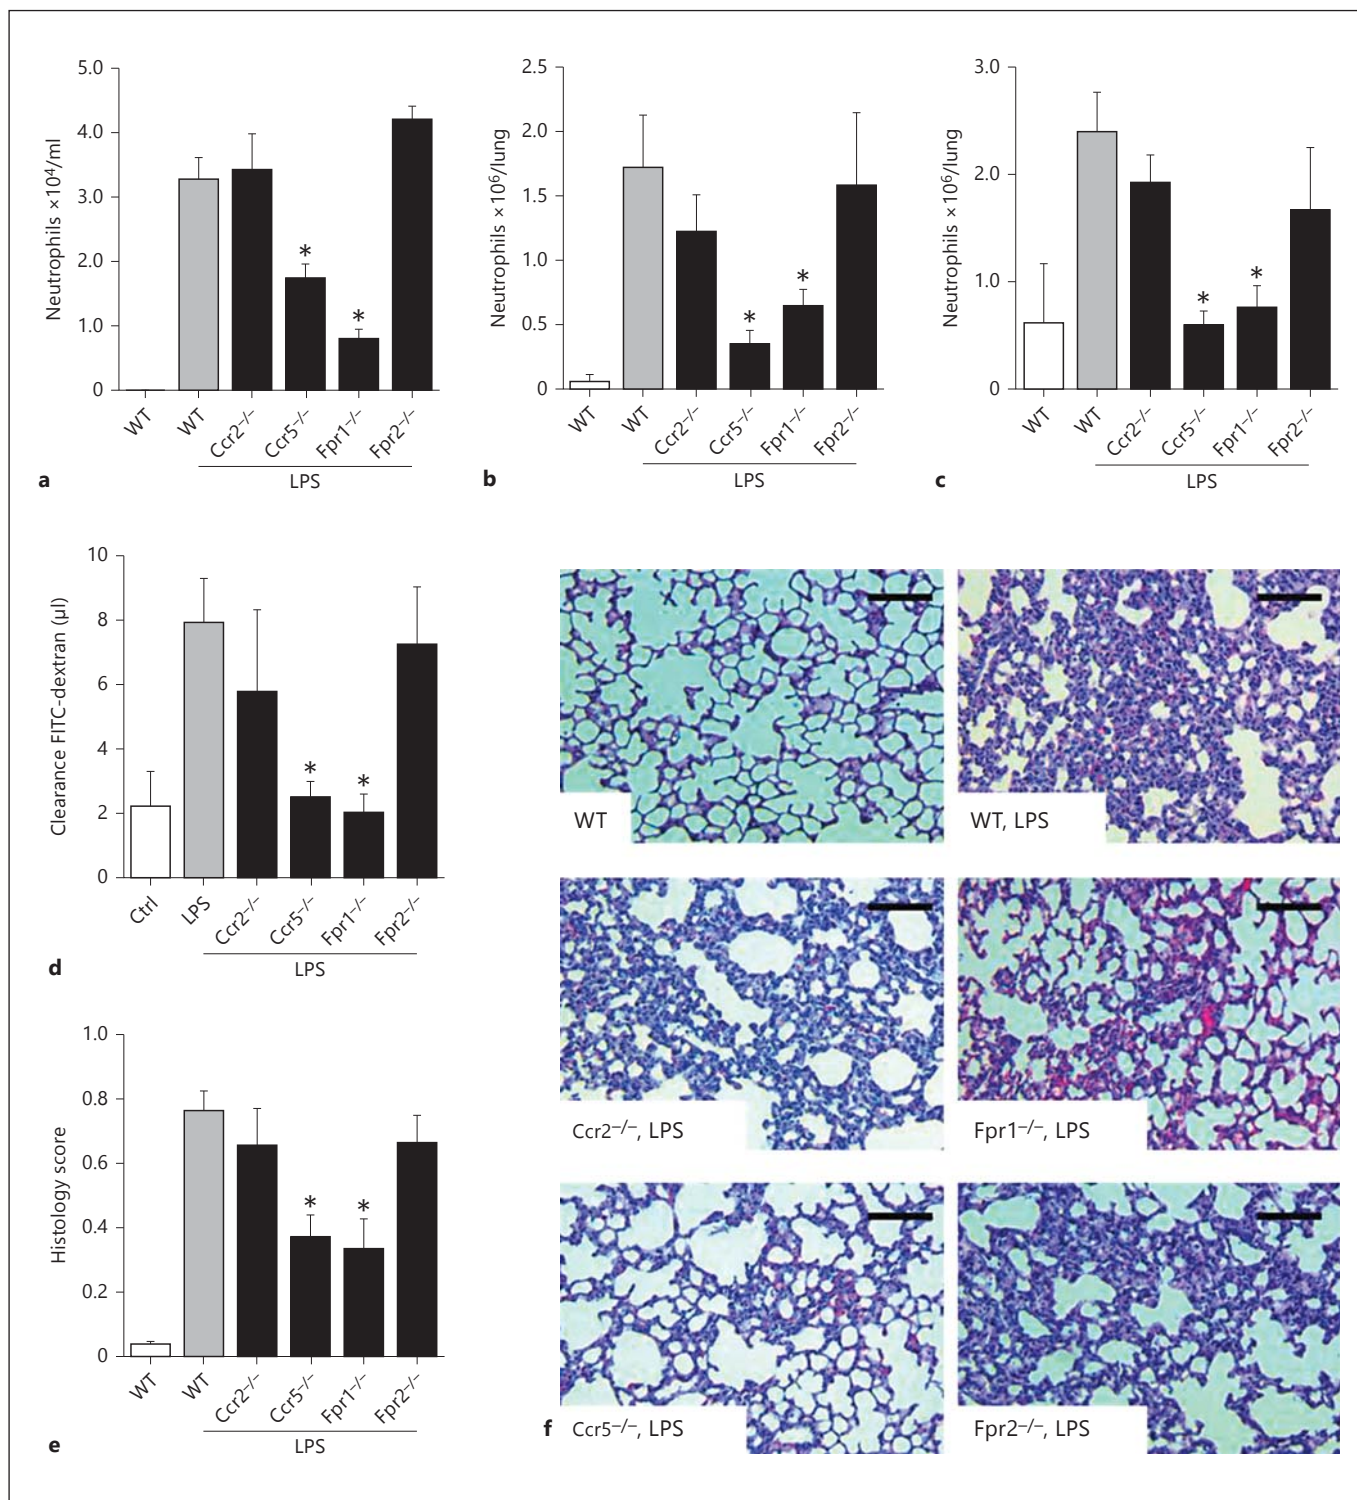 5.0
4.0
3.0
2.0
1.0
0
Neutrophils ×10⁴/ml
*
*
WT
WT
Ccr2⁻/⁻
Ccr5⁻/⁻
Fpr1⁻/⁻
Fpr2⁻/⁻
LPS
a
2.5
2.0
1.5
1.0
0.5
0
Neutrophils ×10⁶/lung
*
*
WT
WT
Ccr2⁻/⁻
Ccr5⁻/⁻
Fpr1⁻/⁻
Fpr2⁻/⁻
LPS
b
3.0
2.0
1.0
0
Neutrophils ×10⁶/lung
*
*
WT
WT
Ccr2⁻/⁻
Ccr5⁻/⁻
Fpr1⁻/⁻
Fpr2⁻/⁻
LPS
c
10
8
6
4
2
0
Clearance FITC-dextran (µl)
*
*
Ctrl
LPS
Ccr2⁻/⁻
Ccr5⁻/⁻
Fpr1⁻/⁻
Fpr2⁻/⁻
LPS
d
1.0
0.8
0.6
0.4
0.2
0
Histology score
*
*
WT
WT
Ccr2⁻/⁻
Ccr5⁻/⁻
Fpr1⁻/⁻
Fpr2⁻/⁻
LPS
e
WT
WT, LPS
Ccr2⁻/⁻, LPS
Fpr1⁻/⁻, LPS
f
Ccr5⁻/⁻, LPS
Fpr2⁻/⁻, LPS